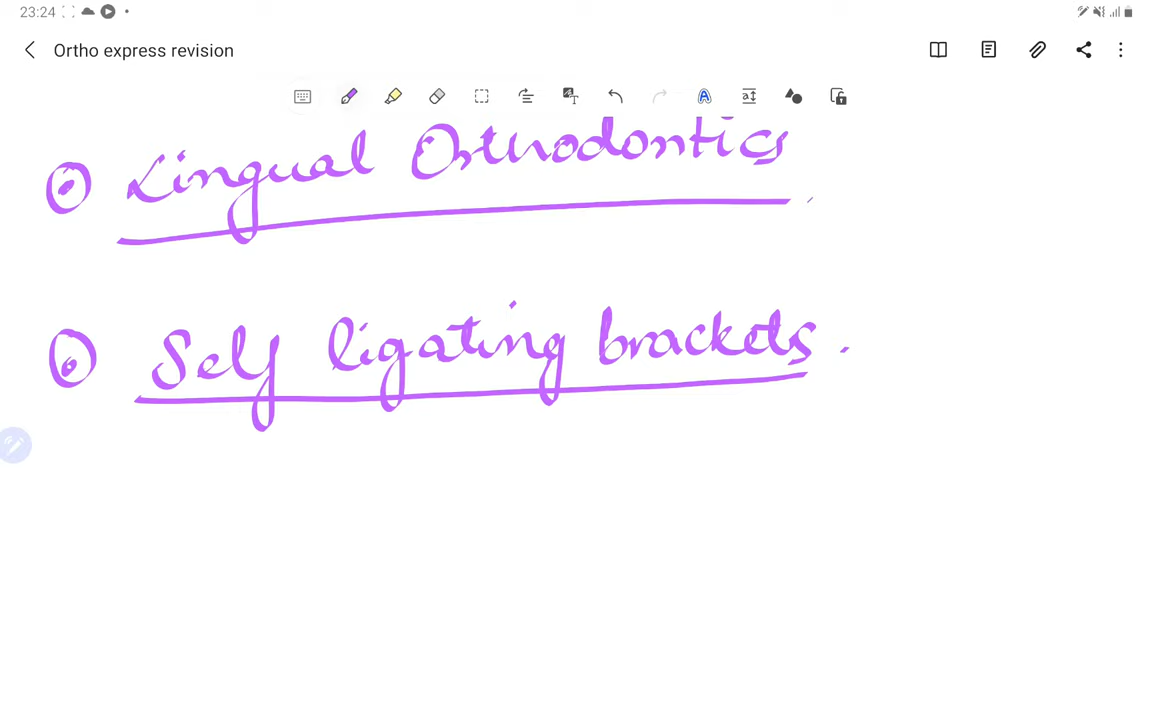 23:24
Ortho express revision
Lingual Orthodontics
Self ligating brackets.